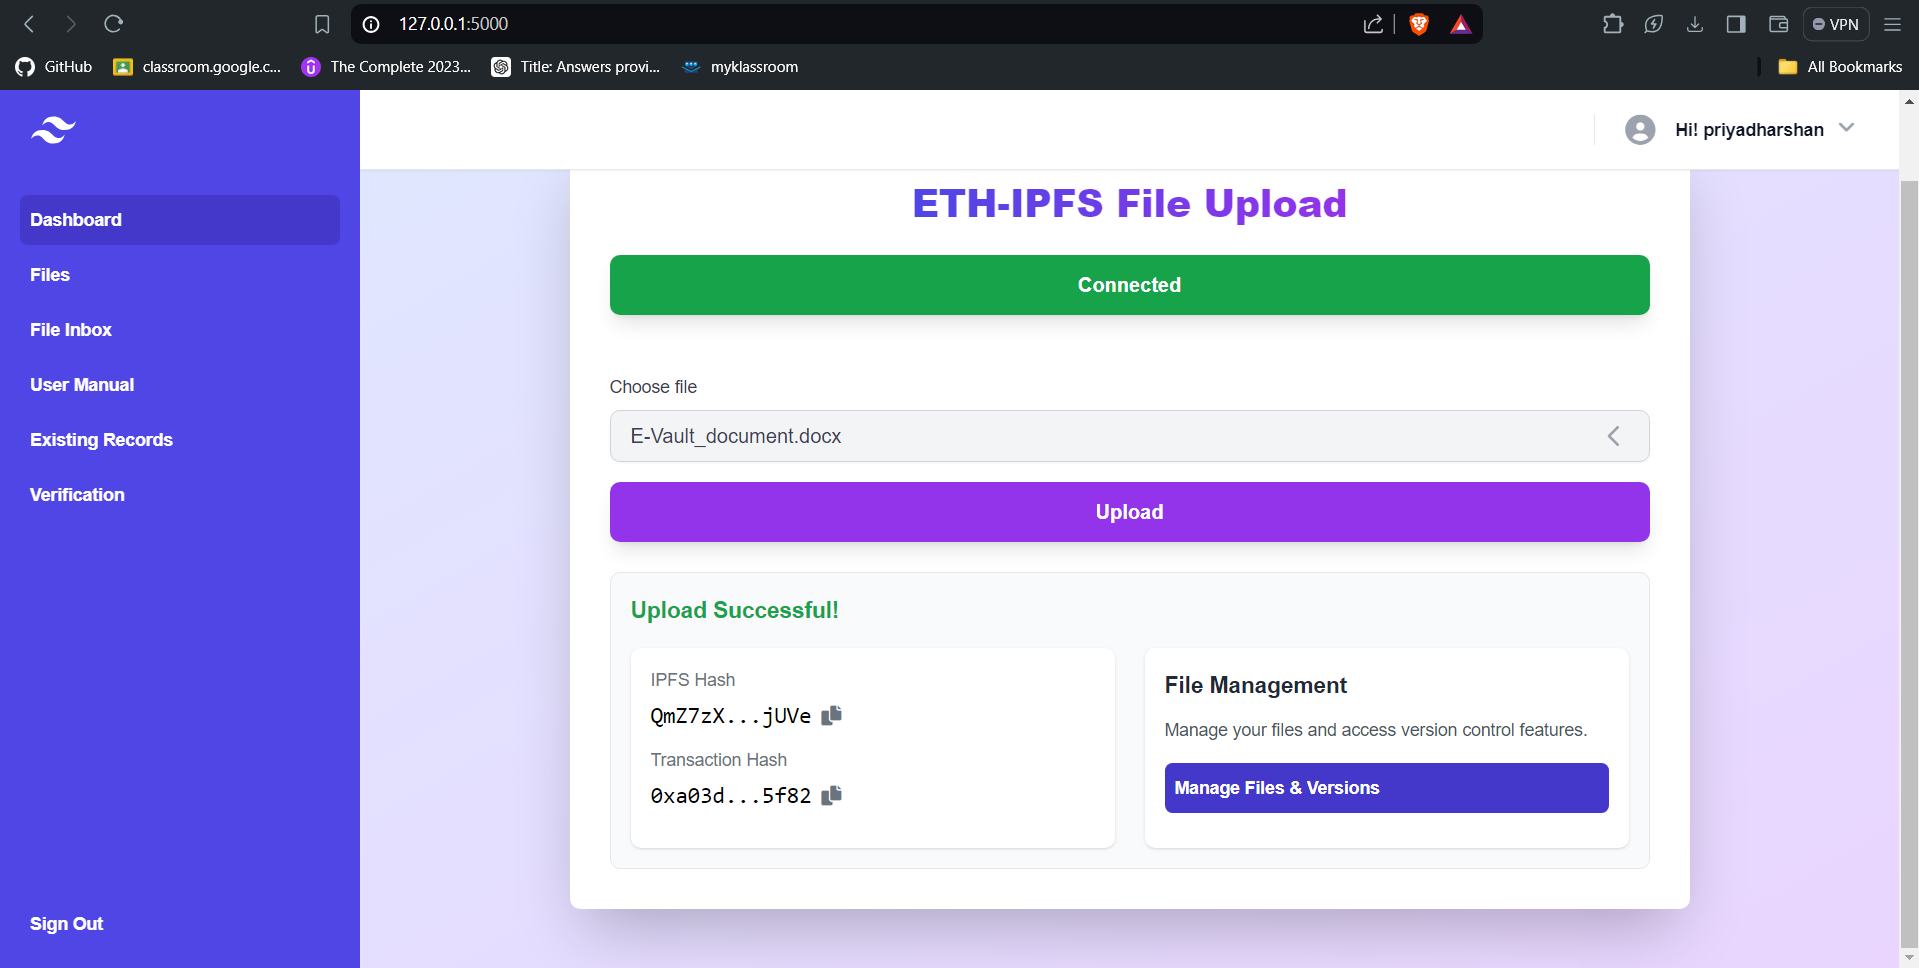 127.0.0.1:5000
VPN
GitHub
classroom.google.c...
The Complete 2023...
Title: Answers provi...
myklassroom
All Bookmarks
Hi! priyadharshan
Dashboard
Files
File Inbox
User Manual
Existing Records
Verification
Sign Out
ETH-IPFS File Upload
Connected
Choose file
E-Vault_document.docx
Upload
Upload Successful!
IPFS Hash
QmZ7zX...jUVe
Transaction Hash
0xa03d...5f82
File Management
Manage your files and access version control features.
Manage Files & Versions